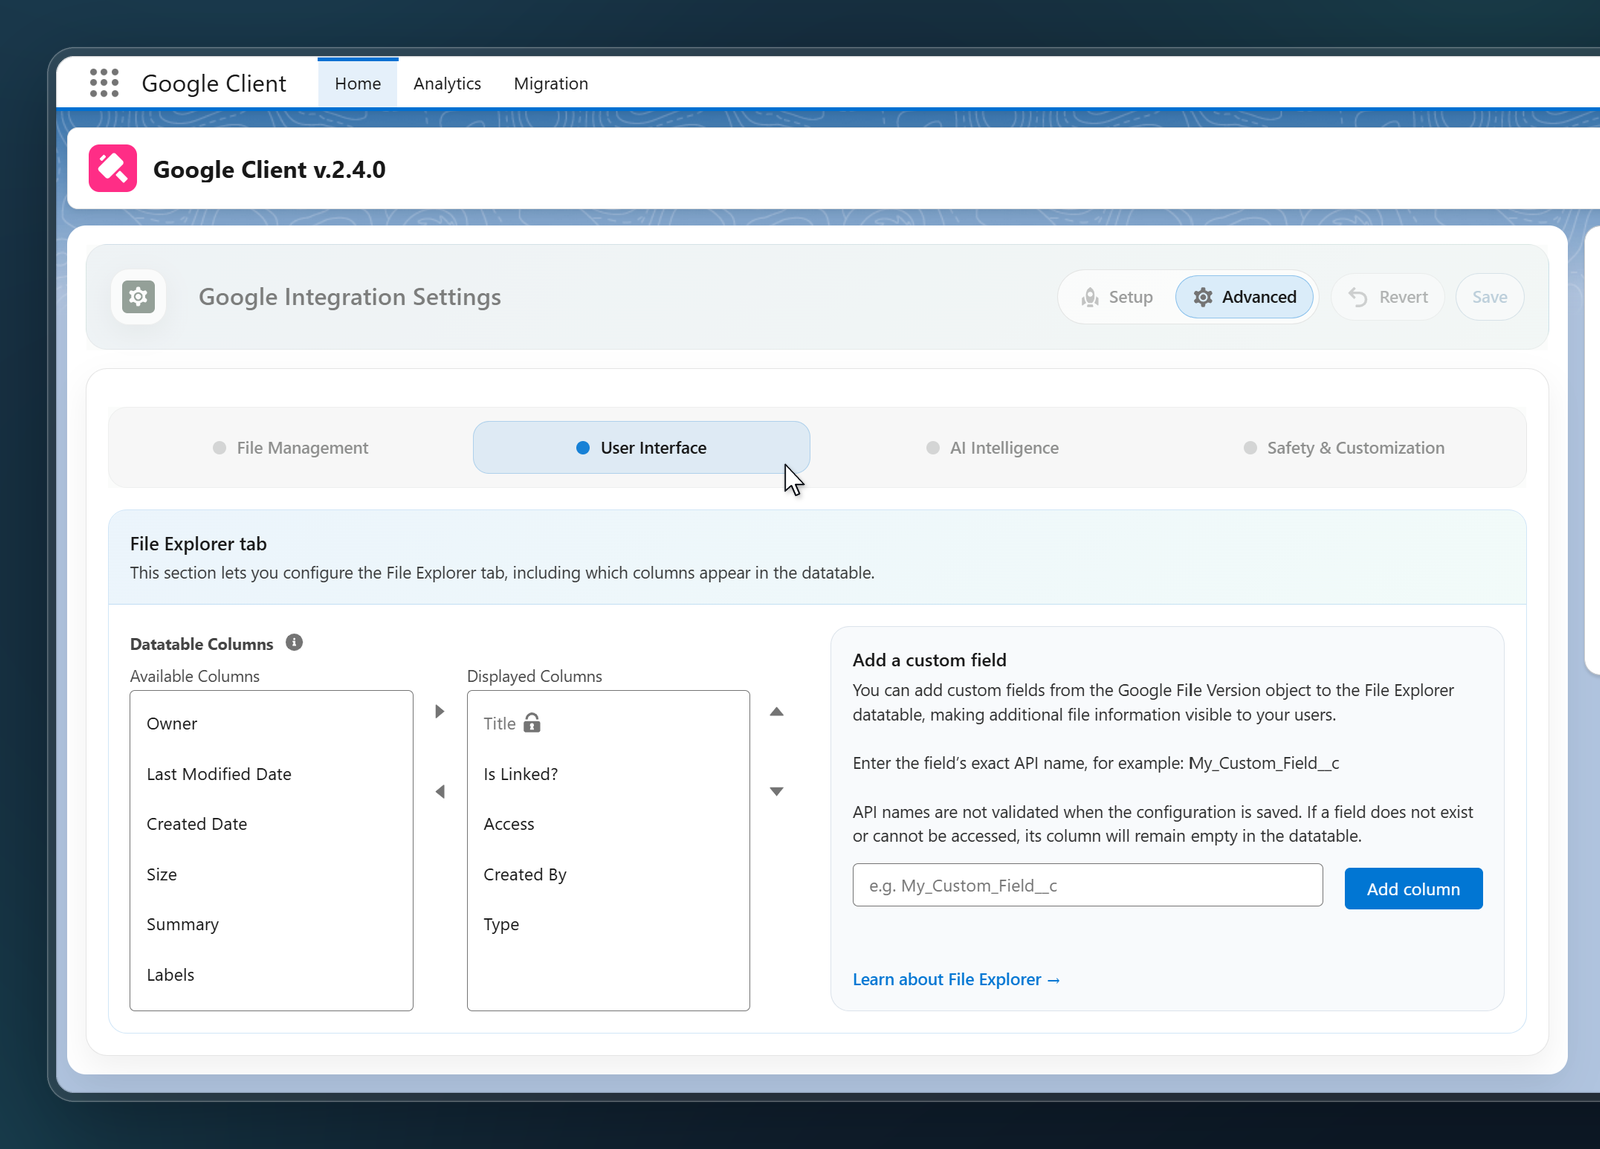 Google Client
Home
Analytics
Migration
Google Client v.2.4.0
Google Integration Settings
Setup
Advanced
Revert
Save
File Management
User Interface
AI Intelligence
Safety & Customization
File Explorer tab
This section lets you configure the File Explorer tab, including which columns appear in the datatable.
Datatable Columns
Available Columns
Owner
Last Modified Date
Created Date
Size
Summary
Labels
Displayed Columns
Title
Is Linked?
Access
Created By
Type
Add a custom field
You can add custom fields from the Google File Version object to the File Explorer
datatable, making additional file information visible to your users.
Enter the field's exact API name, for example: My_Custom_Field__c
API names are not validated when the configuration is saved. If a field does not exist
or cannot be accessed, its column will remain empty in the datatable.
e.g. My_Custom_Field__c
Add column
Learn about File Explorer →